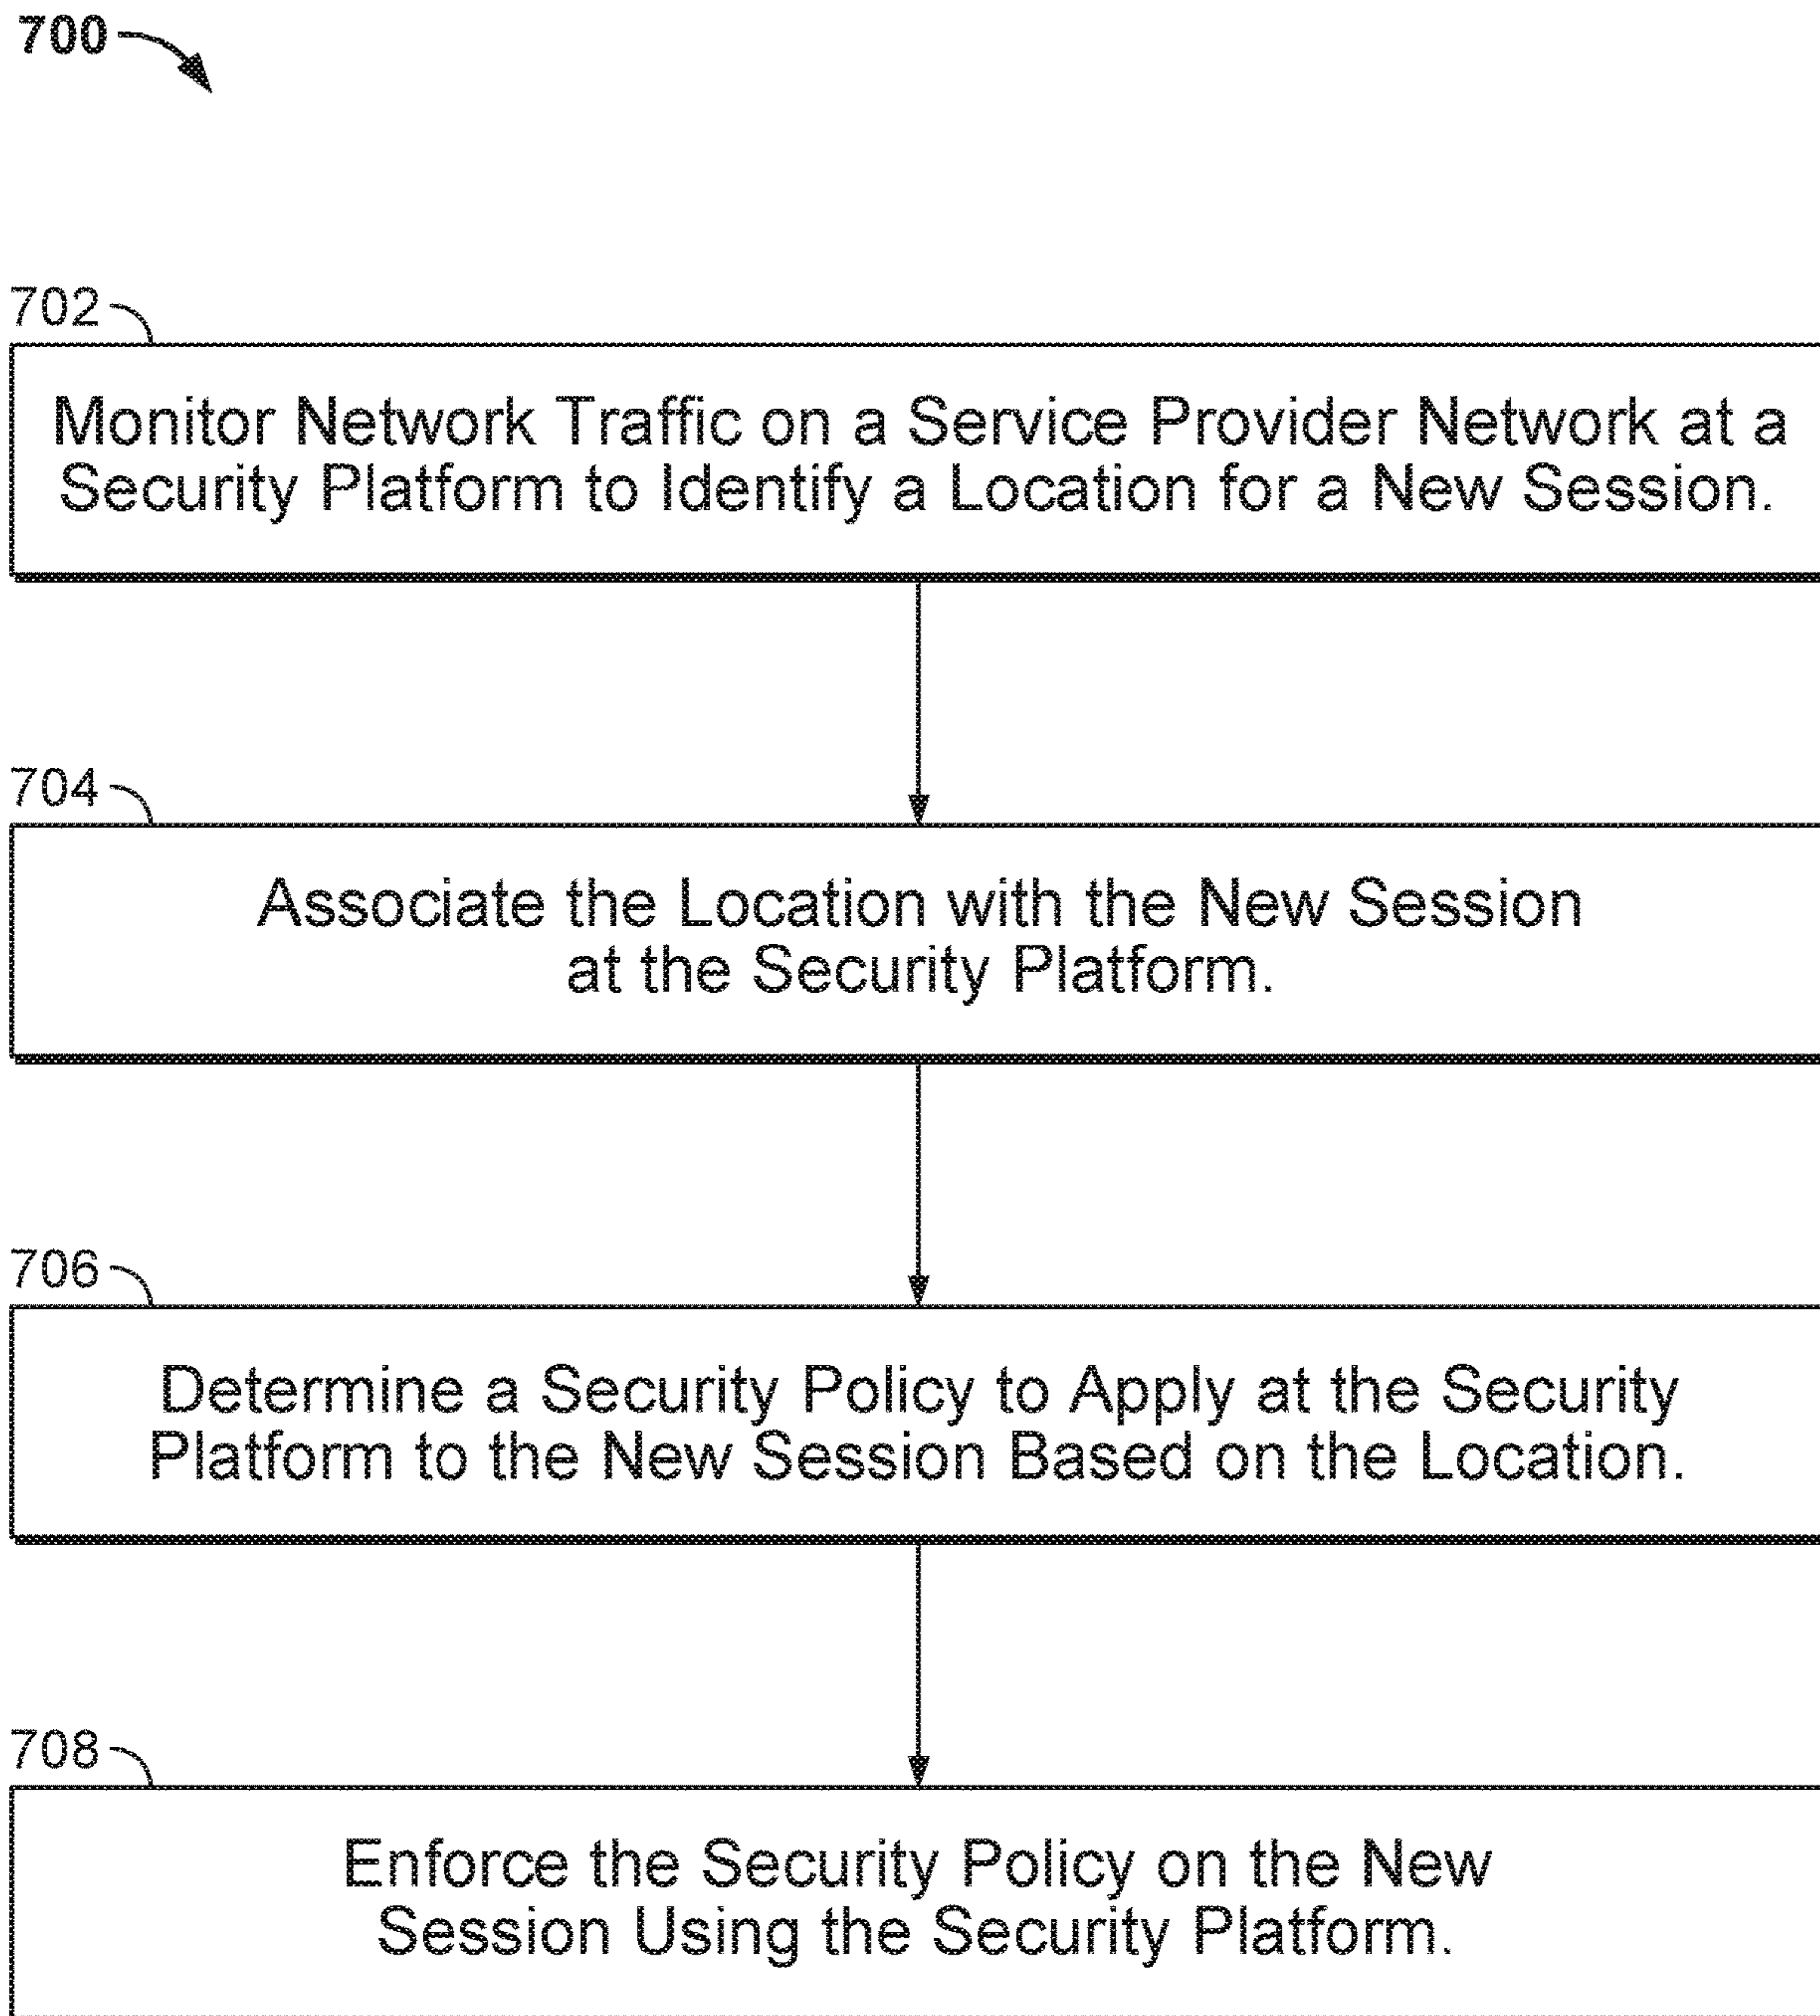 700
702
Monitor Network Traffic on a Service Provider Network at a
Security Platform to Identify a Location for a New Session.
704
Associate the Location with the New Session
at the Security Platform.
706
Determine a Security Policy to Apply at the Security
Platform to the New Session Based on the Location.
708
Enforce the Security Policy on the New
Session Using the Security Platform.